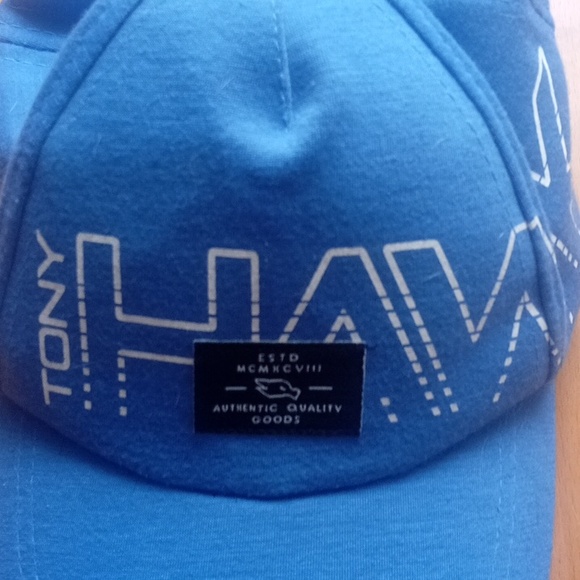 TONY
HAW
ESTD
MCMXCVIII
AUTHENTIC QUALITY
GOODS